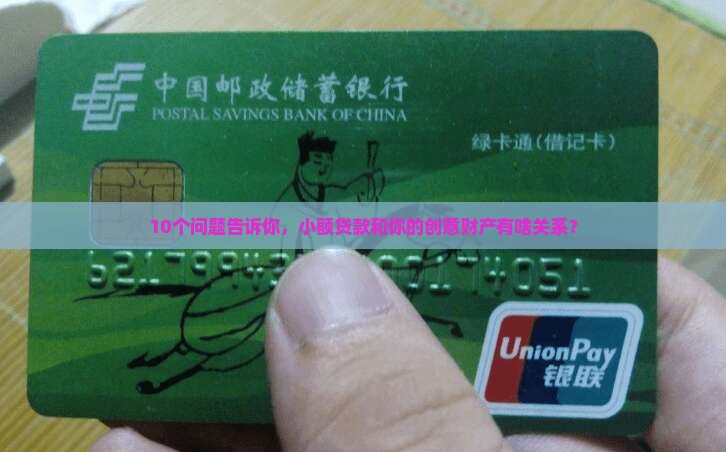 中国邮政储蓄银行
POSTAL SAVINGS BANK OF CHINA
绿卡通(借记卡)
10个问题告诉你，小额贷款和你的创意财产有啥关系？
UnionPay
银联